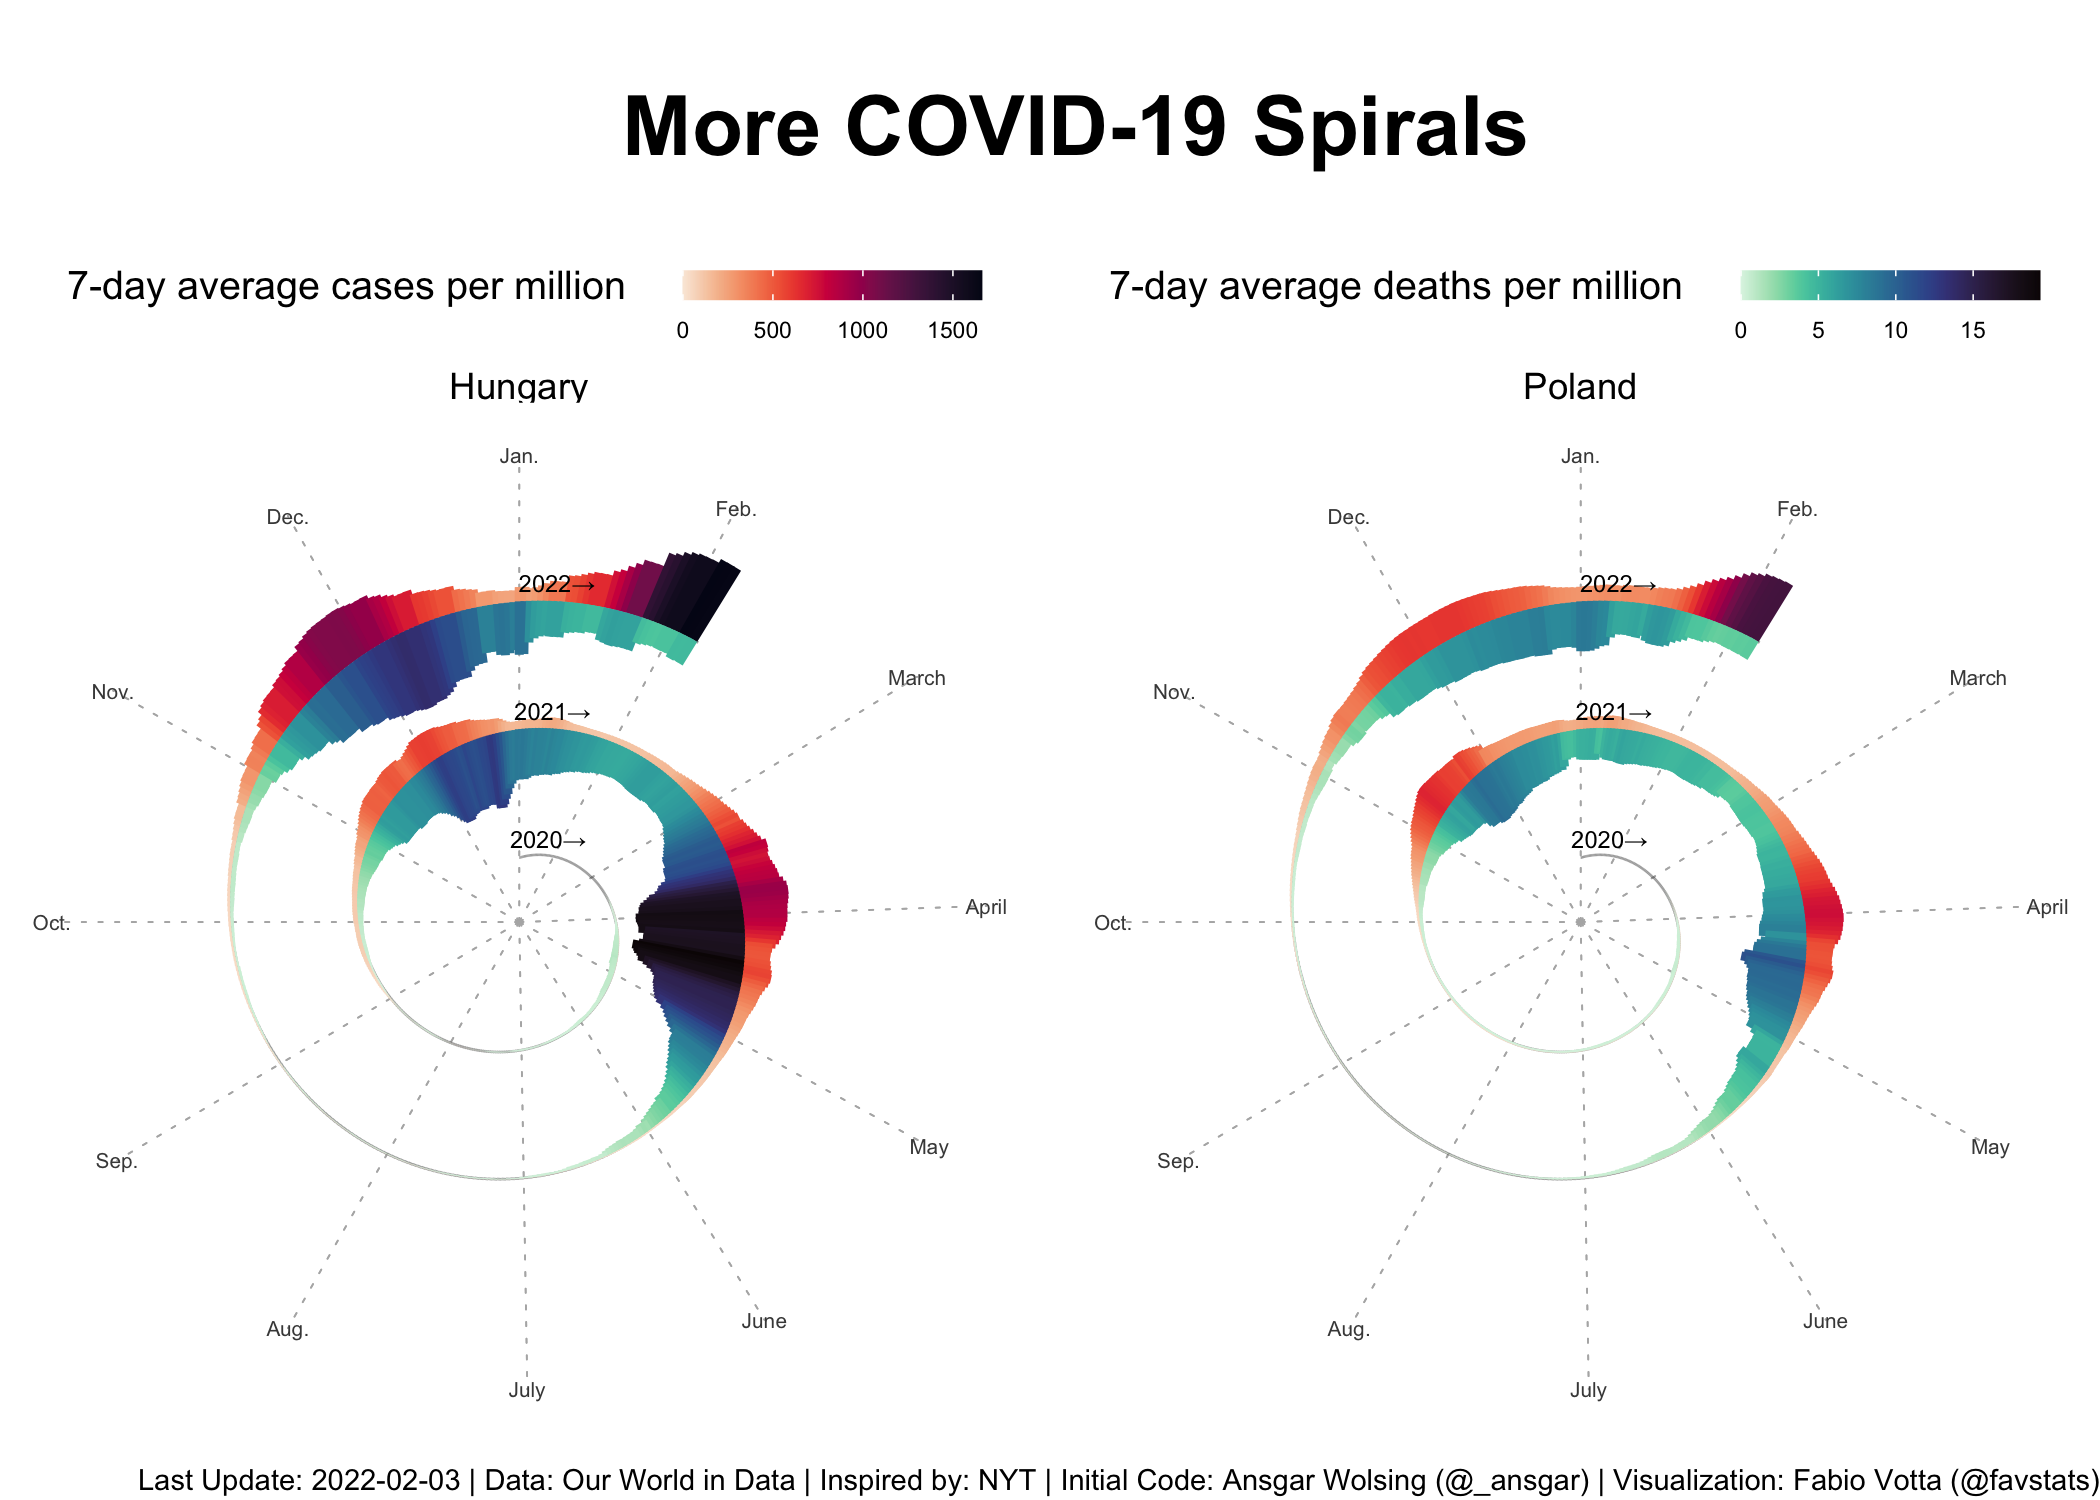 More COVID-19 Spirals
7-day average cases per million
0 500 1000 1500
7-day average deaths per million
0 5 10 15
Hungary
Jan.
Feb.
March
April
May
June
July
Aug.
Sep.
Oct.
Nov.
Dec.
2022→
2021→
2020→
Poland
Jan.
Feb.
March
April
May
June
July
Aug.
Sep.
Oct.
Nov.
Dec.
2022→
2021→
2020→
Last Update: 2022-02-03 | Data: Our World in Data | Inspired by: NYT | Initial Code: Ansgar Wolsing (@_ansgar) | Visualization: Fabio Votta (@favstats)